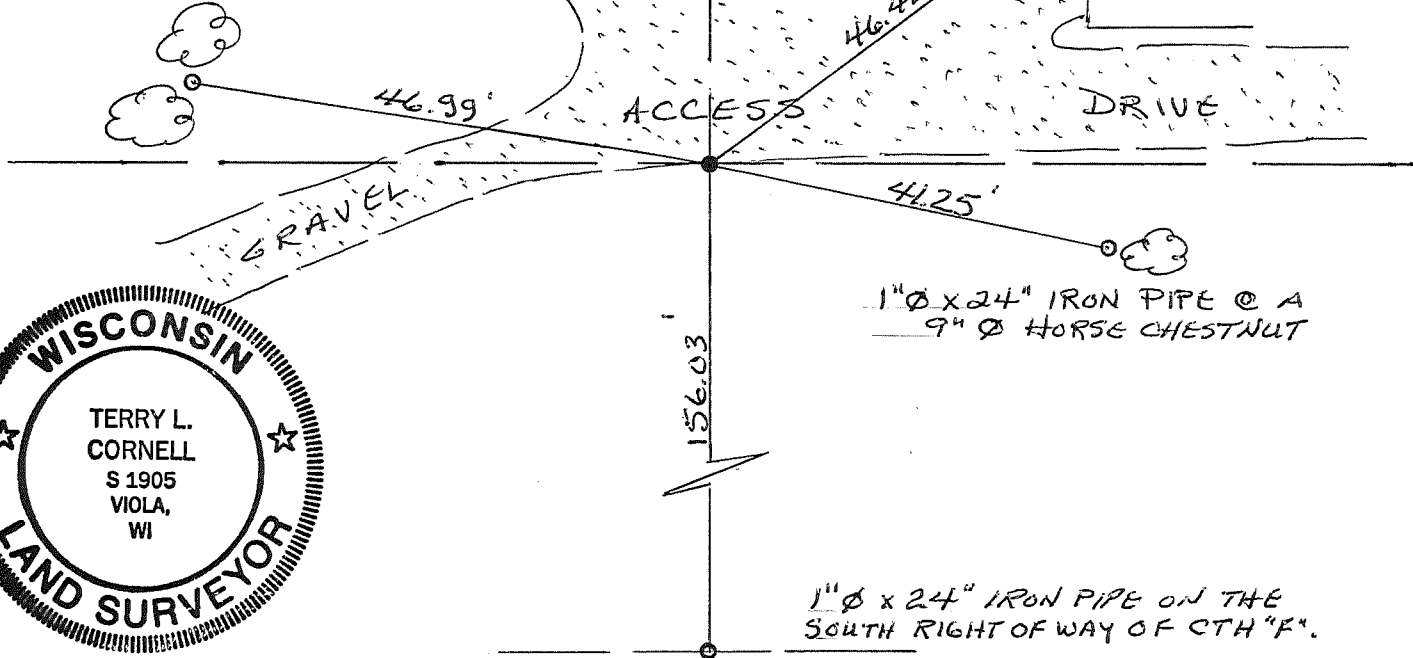 46.99'
ACCESS
DRIVE
GRAVEL
41.25'
1"Ø x 24" IRON PIPE @ A
9" Ø HORSE CHESTNUT
156.03'
WISCONSIN
TERRY L.
CORNELL
S 1905
VIOLA,
WI
LAND SURVEYOR
1"Ø x 24" IRON PIPE ON THE
SOUTH RIGHT OF WAY OF CTH "F".